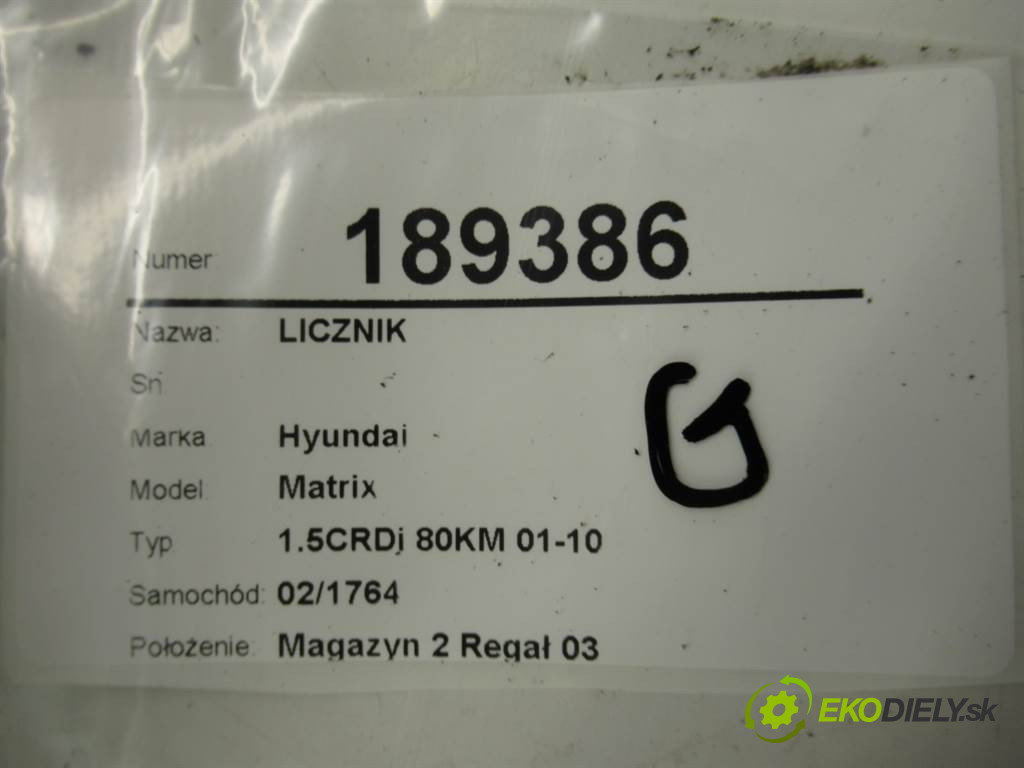 Numer: 189386
Nazwa: LICZNIK
Sn
Marka Hyundai
Model Matrix
Typ 1.5CRDi 80KM 01-10
Samochód: 02/1764
Położenie: Magazyn 2 Regał 03
G
EKODIELY.sk